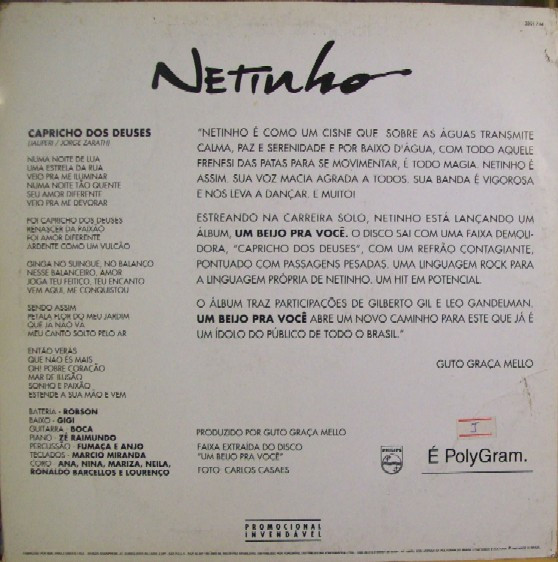 Netinho
CAPRICHO DOS DEUSES
(JAUPERI / JORGE ZARATH)
NUMA NOITE DE LUA
UMA ESTRELA DA RUA
VEIO PRA ME ILUMINAR
NUMA NOITE TÃO QUENTE
SEU AMOR DIFERENTE
VEIO PRA ME DEVORAR
FOI CAPRICHO DOS DEUSES
RENASCER DA PAIXÃO
FOI AMOR DIFERENTE
ARDENTE COMO UM VULCÃO
GINGA NO SUINGUE, NO BALANÇO
NESSE BALANCEIRO, AMOR
JOGA TEU FEITIÇO, TEU ENCANTO
VEM AQUI, ME CONQUISTOU
SENDO ASSIM
PETALA FLOR DO MEU JARDIM
QUE JA NÃO VA
MEU CANTO SOLTO PELO AR
ENTÃO VERÁS
QUE NÃO ÉS MAIS
OH! POBRE CORAÇÃO
MAR DE ILUSÃO
SONHO E PAIXÃO
ESTENDE A SUA MÃO E VEM
BATERIA - ROBSON
BAIXO - GIGI
GUITARRA - BOCA
PIANO - ZÉ RAIMUNDO
PERCUSSÃO - FUMAÇA E ANJO
TECLADOS - MARCIO MIRANDA
CORO - ANA, NINA, MARIZA, NEILA,
RONALDO BARCELLOS E LOURENÇO
"NETINHO É COMO UM CISNE QUE SOBRE AS ÁGUAS TRANSMITE
CALMA, PAZ E SERENIDADE E POR BAIXO D'ÁGUA, COM TODO AQUELE
FRENESI DAS PATAS PARA SE MOVIMENTAR, É TODO MAGIA. NETINHO É
ASSIM. SUA VOZ MACIA AGRADA A TODOS. SUA BANDA É VIGOROSA
E NOS LEVA A DANÇAR. E MUITO!
ESTREANDO NA CARREIRA SOLO, NETINHO ESTÁ LANÇANDO UM
ÁLBUM, UM BEIJO PRA VOCÊ. O DISCO SAI COM UMA FAIXA DEMOLI-
DORA, "CAPRICHO DOS DEUSES", COM UM REFRÃO CONTAGIANTE,
PONTUADO COM PASSAGENS PESADAS. UMA LINGUAGEM ROCK PARA
A LINGUAGEM PRÓPRIA DE NETINHO. UM HIT EM POTENCIAL.
O ÁLBUM TRAZ PARTICIPAÇÕES DE GILBERTO GIL E LEO GANDELMAN.
UM BEIJO PRA VOCÊ ABRE UM NOVO CAMINHO PARA ESTE QUE JÁ É
UM ÍDOLO DO PÚBLICO DE TODO O BRASIL."
GUTO GRAÇA MELLO
PRODUZIDO POR GUTO GRAÇA MELLO
FAIXA EXTRAÍDA DO DISCO
"UM BEIJO PRA VOCÊ"
FOTO: CARLOS CASAES
J
PHILIPS
É PolyGram.
PROMOCIONAL
INVENDÁVEL